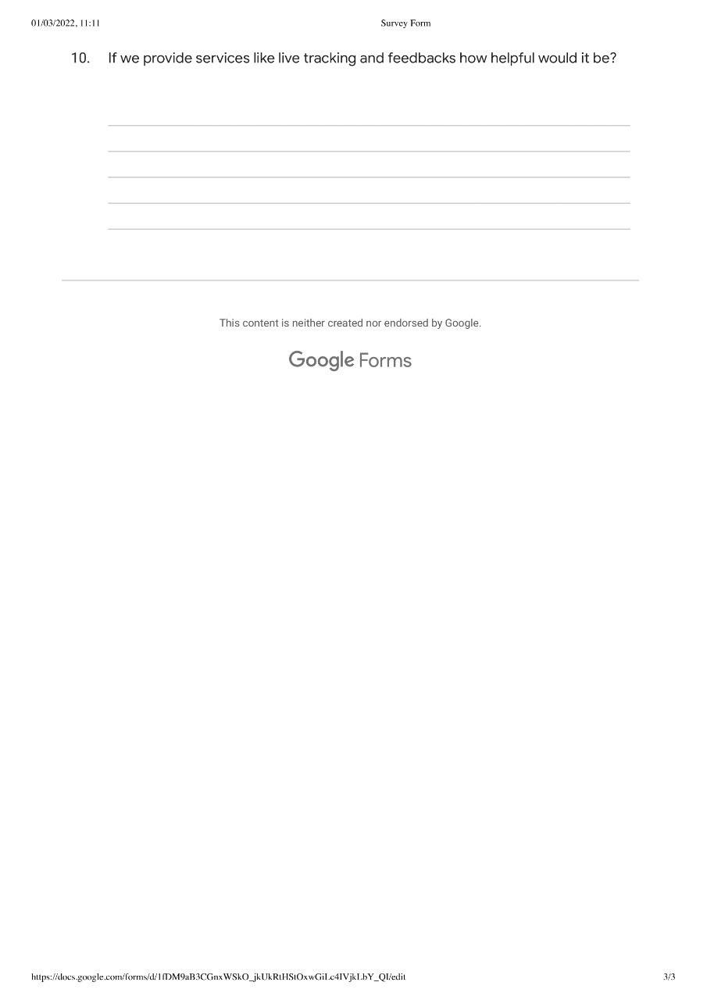 01/03/2022, 11:11 Survey Form
10. If we provide services like live tracking and feedbacks how helpful would it be?
This content is neither created nor endorsed by Google.
Google Forms
https://docs.google.com/forms/d/1fDM9aB3CGnxWSkO_jkUkRtHStOxwGiLc4IVjkLbY_QI/edit 3/3